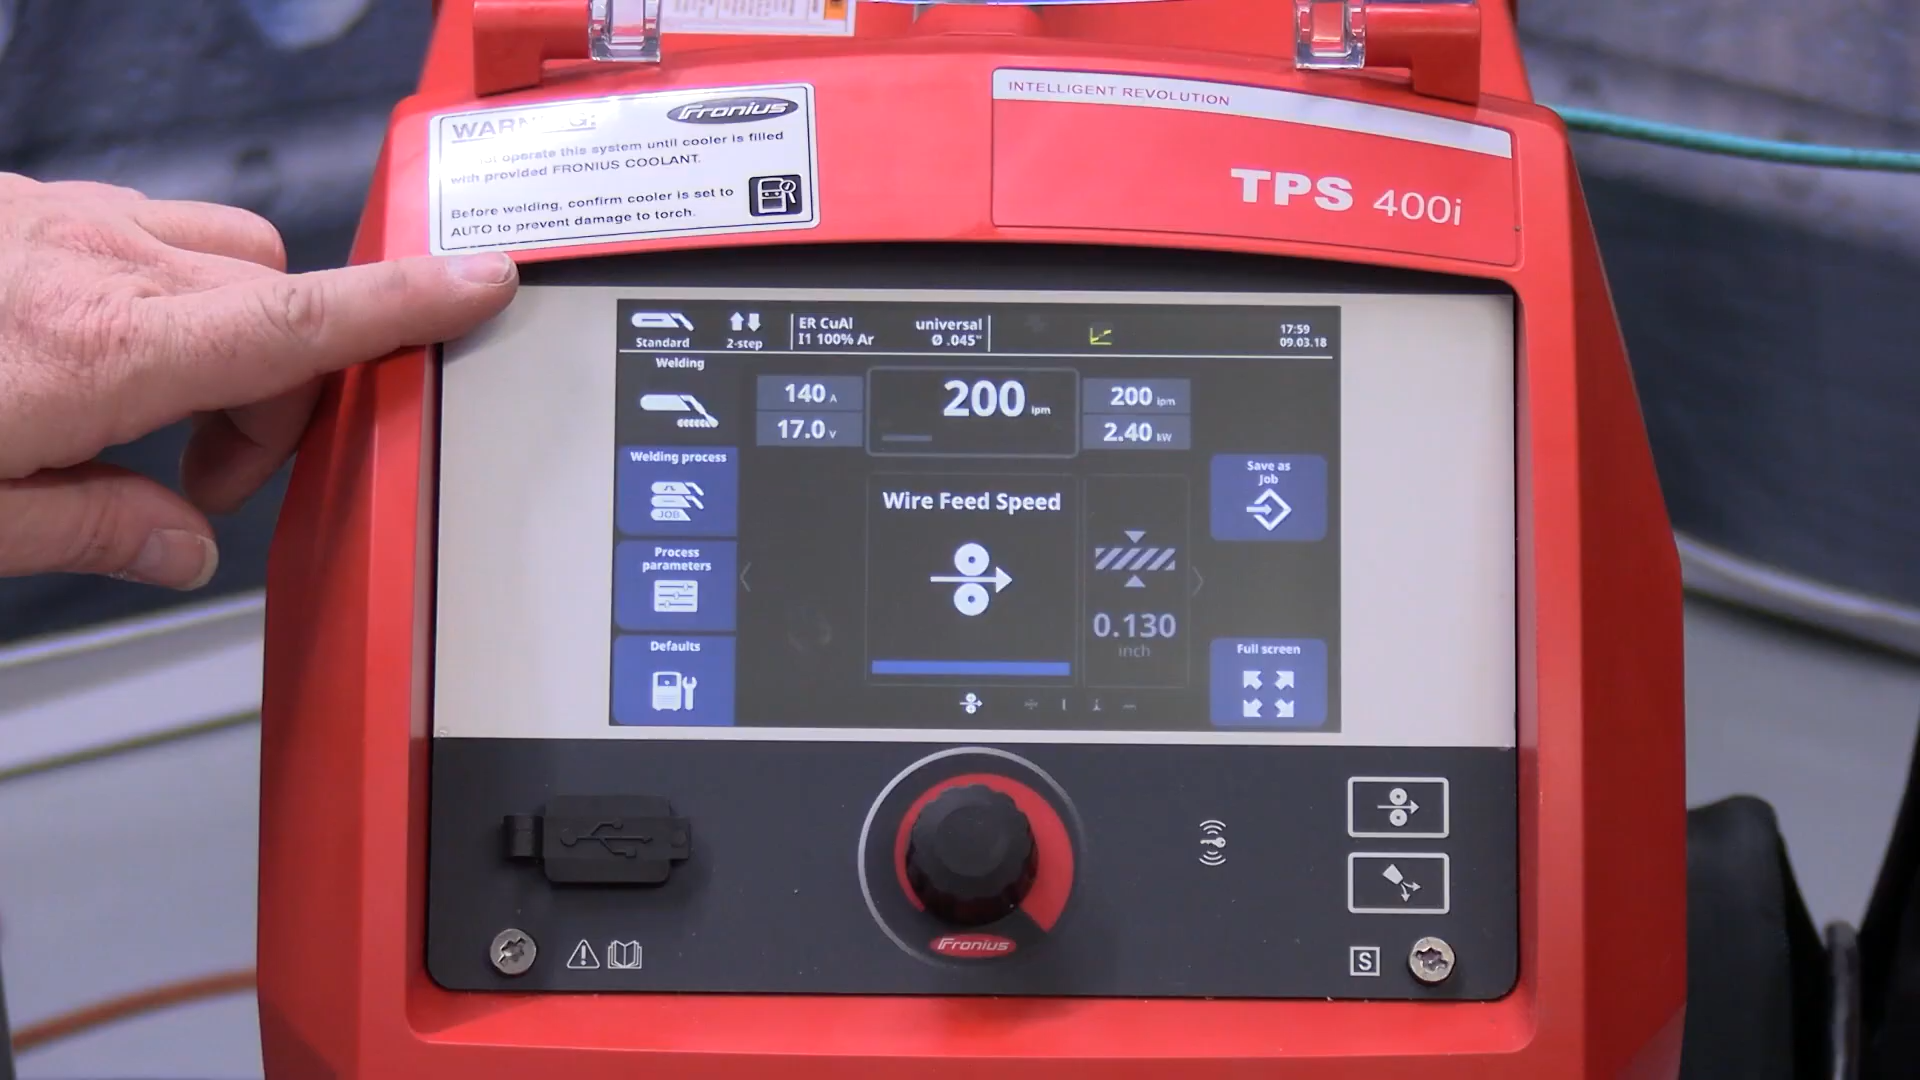 Fronius
WARNING:
operate this system until cooler is filled
with provided FRONIUS COOLANT.
Before welding, confirm cooler is set to
AUTO to prevent damage to torch.
INTELLIGENT REVOLUTION
TPS 400i
Standard
2-step
ER CuAl
I1 100% Ar
universal
Ø .045"
17:59
09.03.18
Welding
140 A
17.0 V
200 ipm
200 ipm
2.40 kW
Welding process
JOB
Process
parameters
Defaults
Wire Feed Speed
0.130
inch
Save as
Job
Full screen
Fronius
S